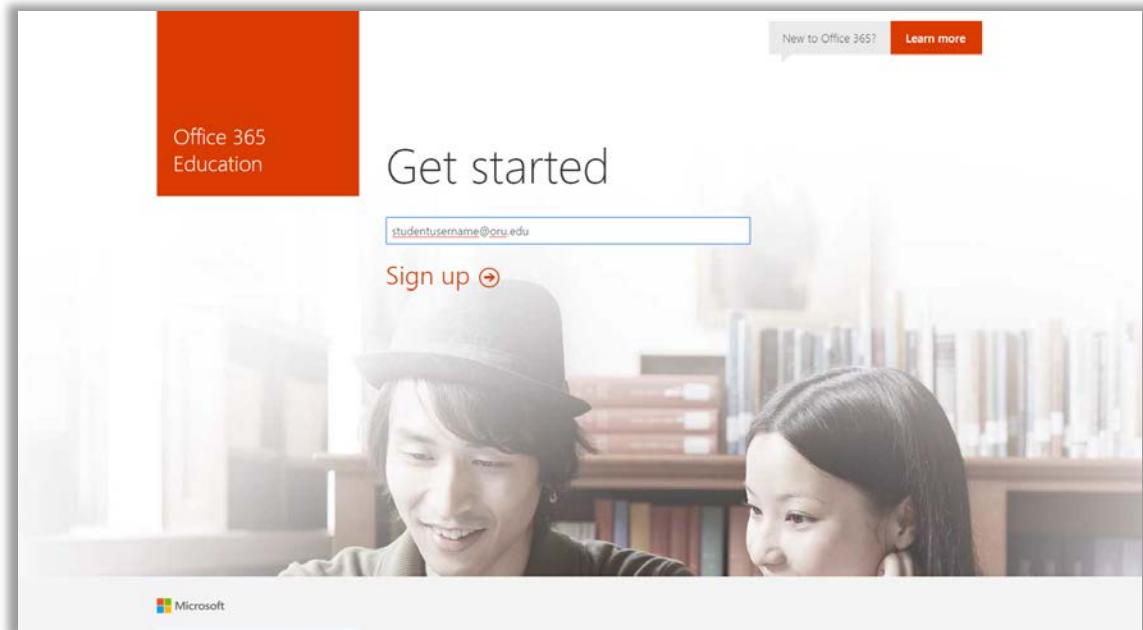 New to Office 365? Learn more
Office 365
Education
Get started
studentusername@oru.edu
Sign up
Microsoft